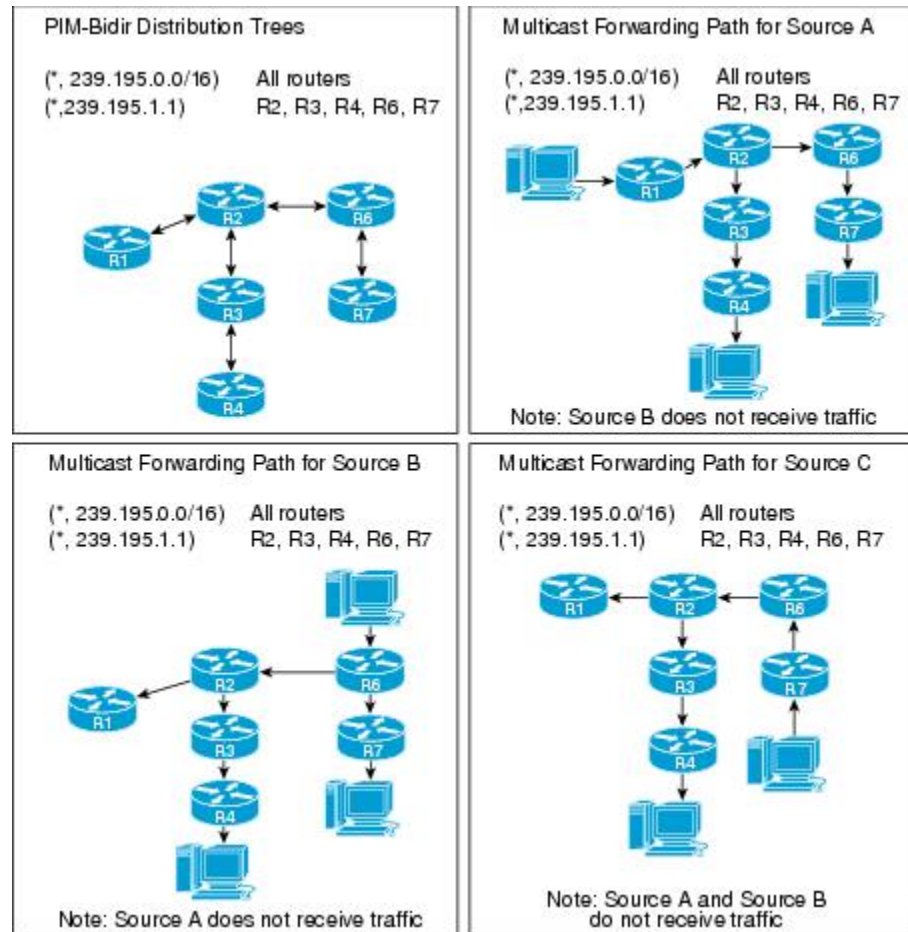 PIM-Bidir Distribution Trees
(*, 239.195.0.0/16) All routers
(*,239.195.1.1) R2, R3, R4, R6, R7
R2
R6
R1
R3
R7
R4
Multicast Forwarding Path for Source A
(*, 239.195.0.0/16) All routers
(*,239.195.1.1) R2, R3, R4, R6, R7
R2
R6
R1
R3
R7
R4
Note: Source B does not receive traffic
Multicast Forwarding Path for Source B
(*, 239.195.0.0/16) All routers
(*, 239.195.1.1) R2, R3, R4, R6, R7
R2
R6
R1
R3
R7
R4
Note: Source A does not receive traffic
Multicast Forwarding Path for Source C
(*, 239.195.0.0/16) All routers
(*, 239.195.1.1) R2, R3, R4, R6, R7
R1
R2
R6
R3
R7
R4
Note: Source A and Source B
do not receive traffic